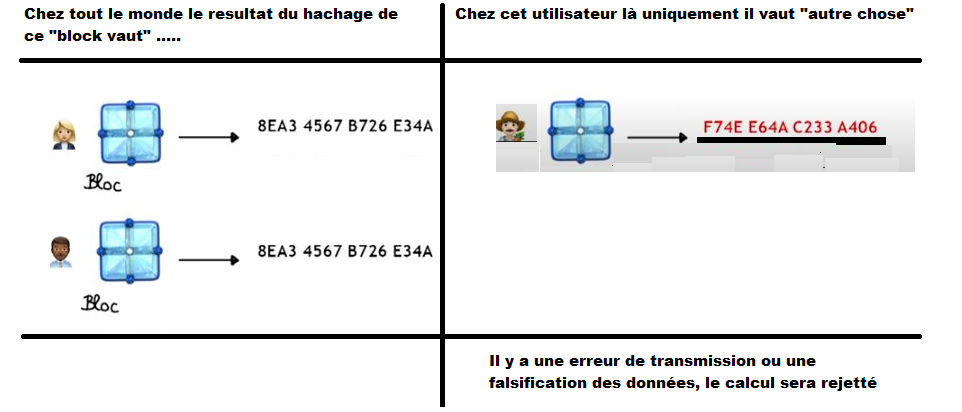 Chez tout le monde le resultat du hachage de
ce "block vaut" .....
Chez cet utilisateur là uniquement il vaut "autre chose"
8EA3 4567 B726 E34A
Bloc
8EA3 4567 B726 E34A
Bloc
F74E E64A C233 A406
Il y a une erreur de transmission ou une
falsification des données, le calcul sera rejetté